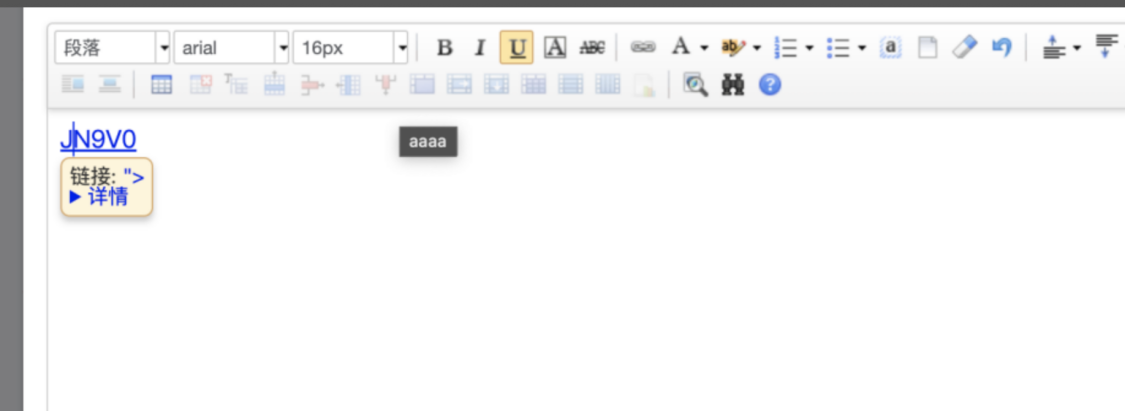 段落 arial 16px B I U A ABC A ab a
JN9V0
aaaa
链接: ">
▶ 详情